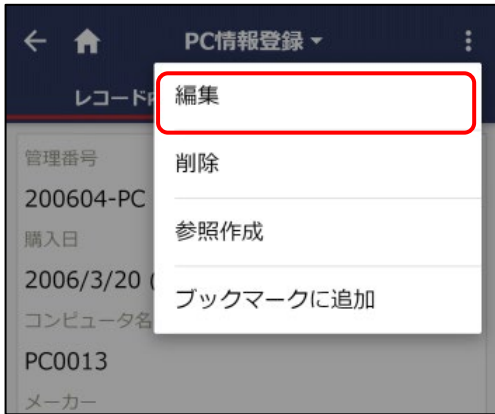 PC情報登録
レコード
編集
管理番号
削除
200604-PC
参照作成
購入日
2006/3/20 (
ブックマークに追加
コンピュータ名
PC0013
メーカー